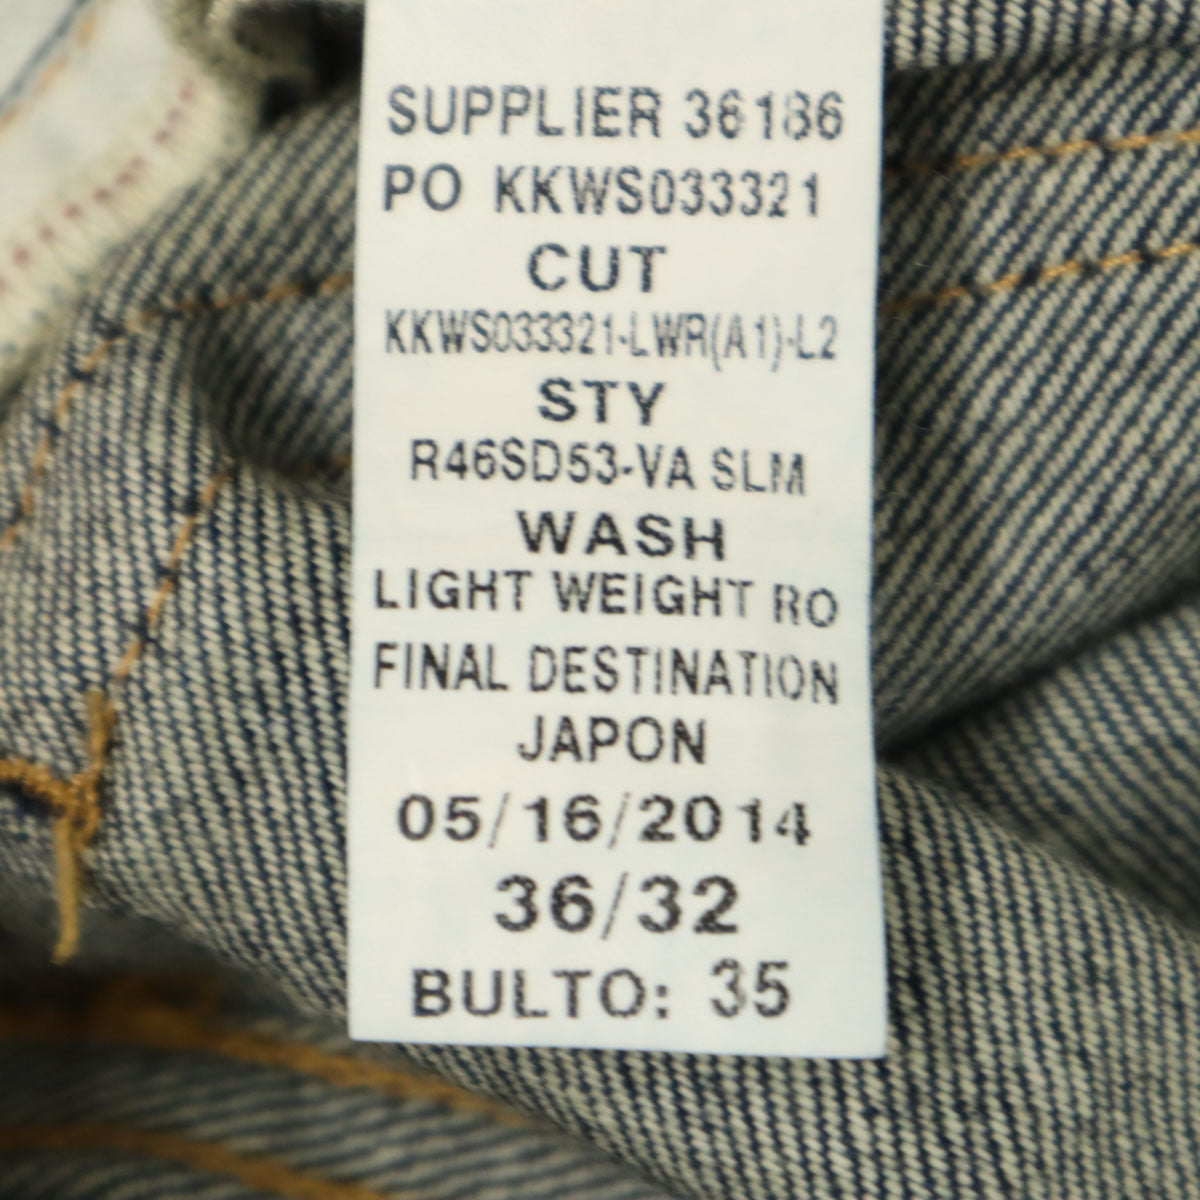 SUPPLIER 36186
PO KKWS033321
CUT
KKWS033321-LWR(A1)-L2
STY
R46SD53-VA SLM
WASH
LIGHT WEIGHT RO
FINAL DESTINATION
JAPON
05/16/2014
36/32
BULTO: 35